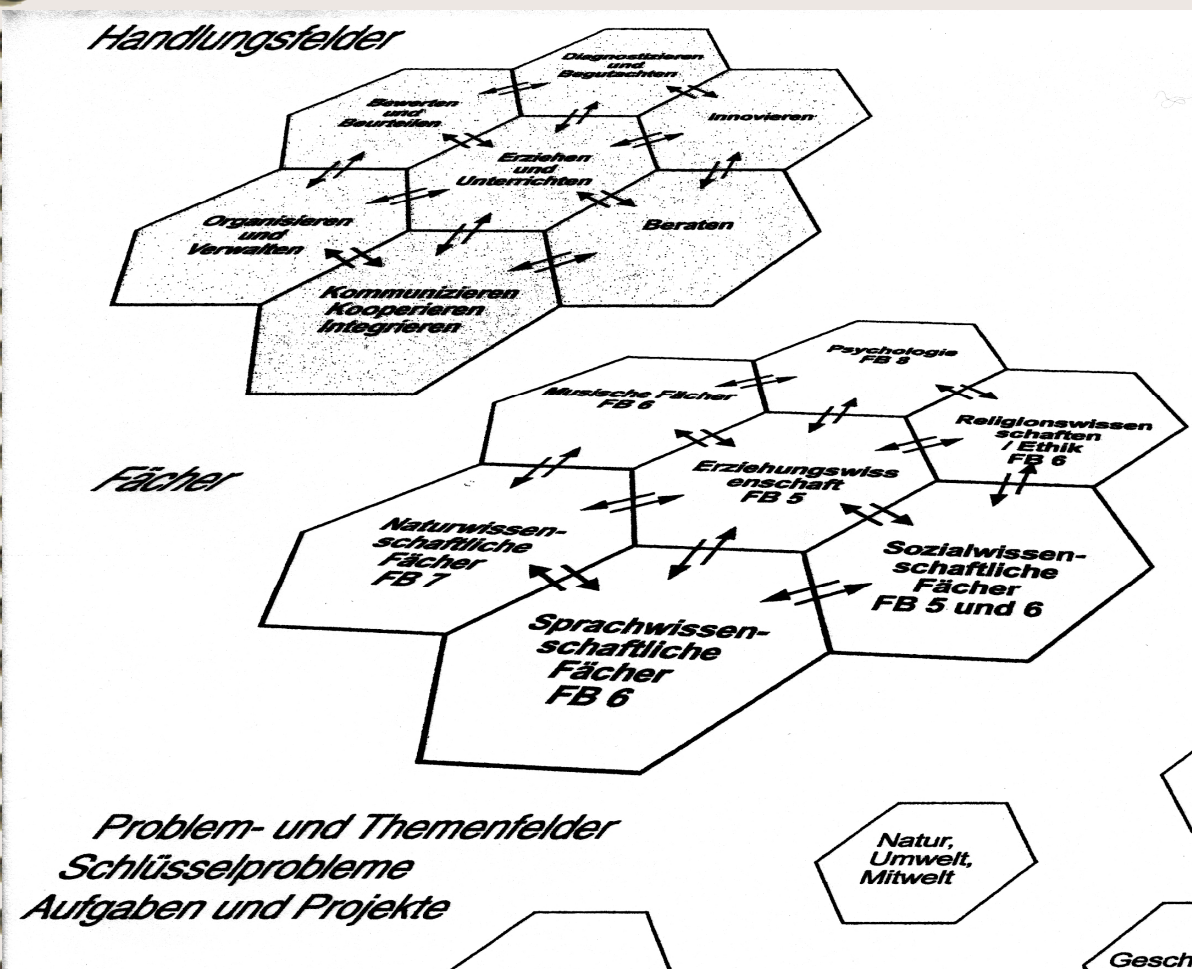 Handlungsfelder
Diagnostizieren
und
Begutachten
Bewerten
und
Beurteilen
Innovieren
Erziehen
und
Unterrichten
Organisieren
und
Verwalten
Beraten
Kommunizieren
Kooperieren
Integrieren
Fächer
Psychologie
FB 8
Musische Fächer
FB 6
Religionswissen
schaften
/ Ethik
FB 6
Erziehungswiss
enschaft
FB 5
Naturwissen-
schaftliche
Fächer
FB 7
Sozialwissen-
schaftliche
Fächer
FB 5 und 6
Sprachwissen-
schaftliche
Fächer
FB 6
Problem- und Themenfelder
Schlüsselprobleme
Aufgaben und Projekte
Natur,
Umwelt,
Mitwelt
Gesch